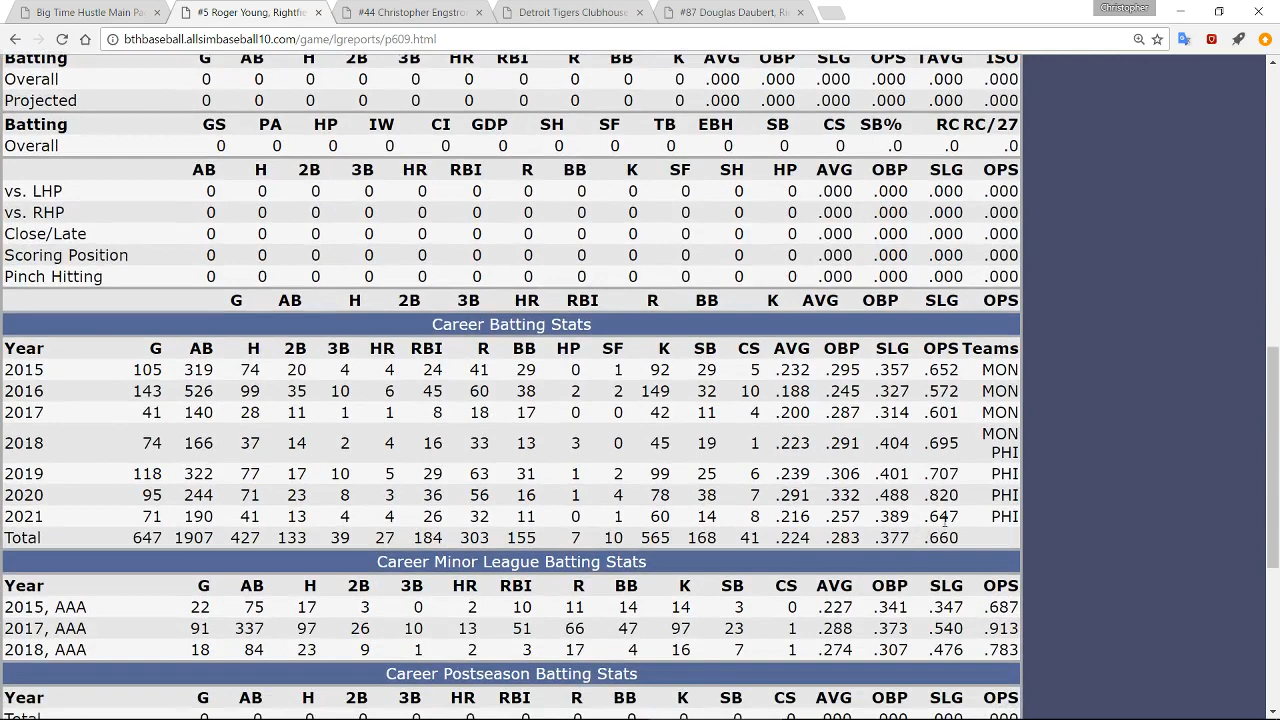 Big Time Hustle Main Pa
#5 Roger Young, Rightfie
#44 Christopher Engstro
Detroit Tigers Clubhouse
#87 Douglas Daubert, Ri
Christopher
bthbaseball.allsimbaseball10.com/game/lgreports/p609.html
Batting G AB H 2B 3B HR RBI R BB K AVG OBP SLG OPS TAVG ISO
Overall 0 0 0 0 0 0 0 0 0 0 .000 .000 .000 .000 .000 .000
Projected 0 0 0 0 0 0 0 0 0 0 .000 .000 .000 .000 .000 .000
Batting GS PA HP IW CI GDP SH SF TB EBH SB CS SB% RC RC/27
Overall 0 0 0 0 0 0 0 0 0 0 0 0 .0 .0 .0
AB H 2B 3B HR RBI R BB K SF SH HP AVG OBP SLG OPS
vs. LHP 0 0 0 0 0 0 0 0 0 0 0 0 .000 .000 .000 .000
vs. RHP 0 0 0 0 0 0 0 0 0 0 0 0 .000 .000 .000 .000
Close/Late 0 0 0 0 0 0 0 0 0 0 0 0 .000 .000 .000 .000
Scoring Position 0 0 0 0 0 0 0 0 0 0 0 0 .000 .000 .000 .000
Pinch Hitting 0 0 0 0 0 0 0 0 0 0 0 0 .000 .000 .000 .000
G AB H 2B 3B HR RBI R BB K AVG OBP SLG OPS
Career Batting Stats
Year G AB H 2B 3B HR RBI R BB HP SF K SB CS AVG OBP SLG OPS Teams
2015 105 319 74 20 4 4 24 41 29 0 1 92 29 5 .232 .295 .357 .652 MON
2016 143 526 99 35 10 6 45 60 38 2 2 149 32 10 .188 .245 .327 .572 MON
2017 41 140 28 11 1 1 8 18 17 0 0 42 11 4 .200 .287 .314 .601 MON
2018 74 166 37 14 2 4 16 33 13 3 0 45 19 1 .223 .291 .404 .695 MON
PHI
2019 118 322 77 17 10 5 29 63 31 1 2 99 25 6 .239 .306 .401 .707 PHI
2020 95 244 71 23 8 3 36 56 16 1 4 78 38 7 .291 .332 .488 .820 PHI
2021 71 190 41 13 4 4 26 32 11 0 1 60 14 8 .216 .257 .389 .647 PHI
Total 647 1907 427 133 39 27 184 303 155 7 10 565 168 41 .224 .283 .377 .660
Career Minor League Batting Stats
Year G AB H 2B 3B HR RBI R BB K SB CS AVG OBP SLG OPS
2015, AAA 22 75 17 3 0 2 10 11 14 14 3 0 .227 .341 .347 .687
2017, AAA 91 337 97 26 10 13 51 66 47 97 23 1 .288 .373 .540 .913
2018, AAA 18 84 23 9 1 2 3 17 4 16 7 1 .274 .307 .476 .783
Career Postseason Batting Stats
Year G AB H 2B 3B HR RBI R BB K SB CS AVG OBP SLG OPS